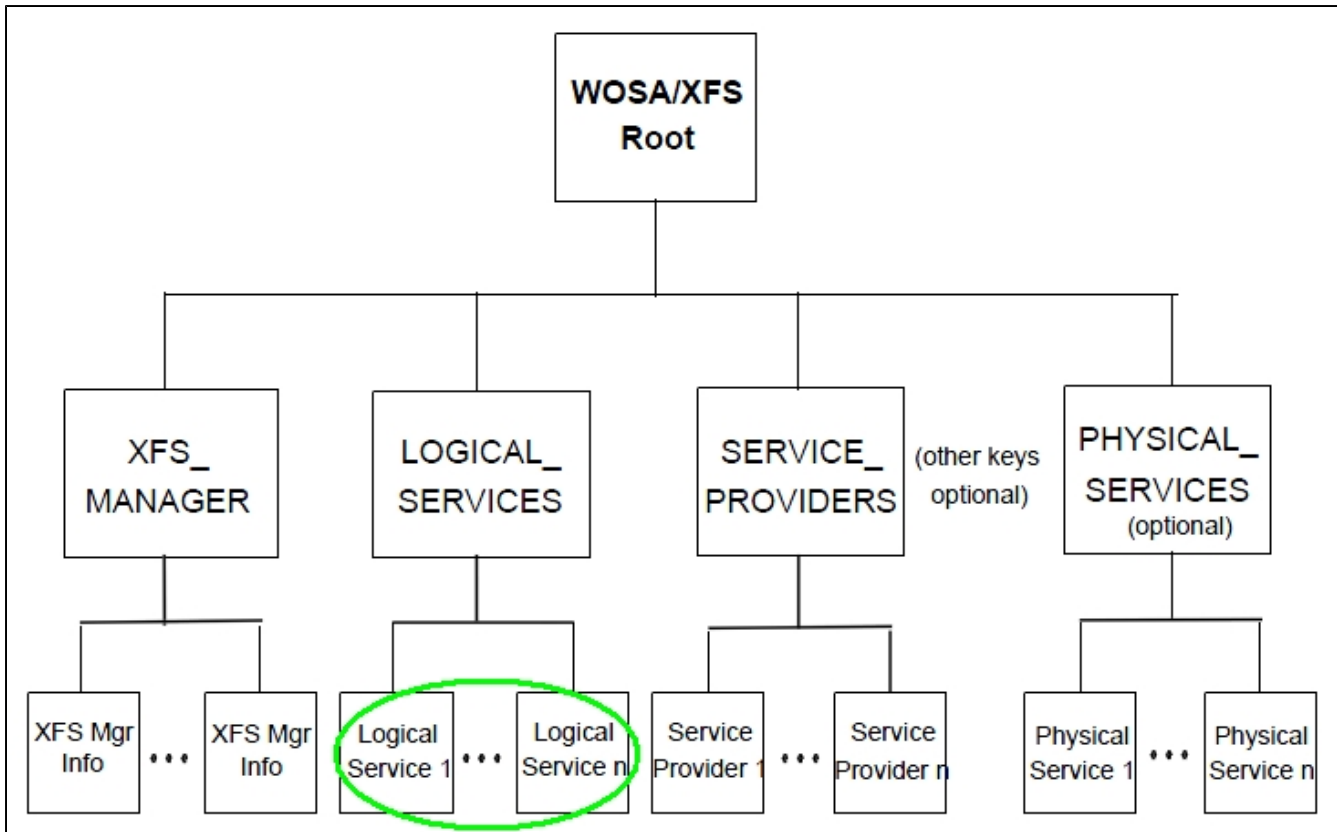 WOSA/XFS
Root
XFS_
MANAGER
LOGICAL_
SERVICES
SERVICE_
PROVIDERS
(other keys
optional)
PHYSICAL_
SERVICES
(optional)
XFS Mgr
Info
•••
XFS Mgr
Info
Logical
Service 1
•••
Logical
Service n
Service
Provider 1
•••
Service
Provider n
Physical
Service 1
•••
Physical
Service n